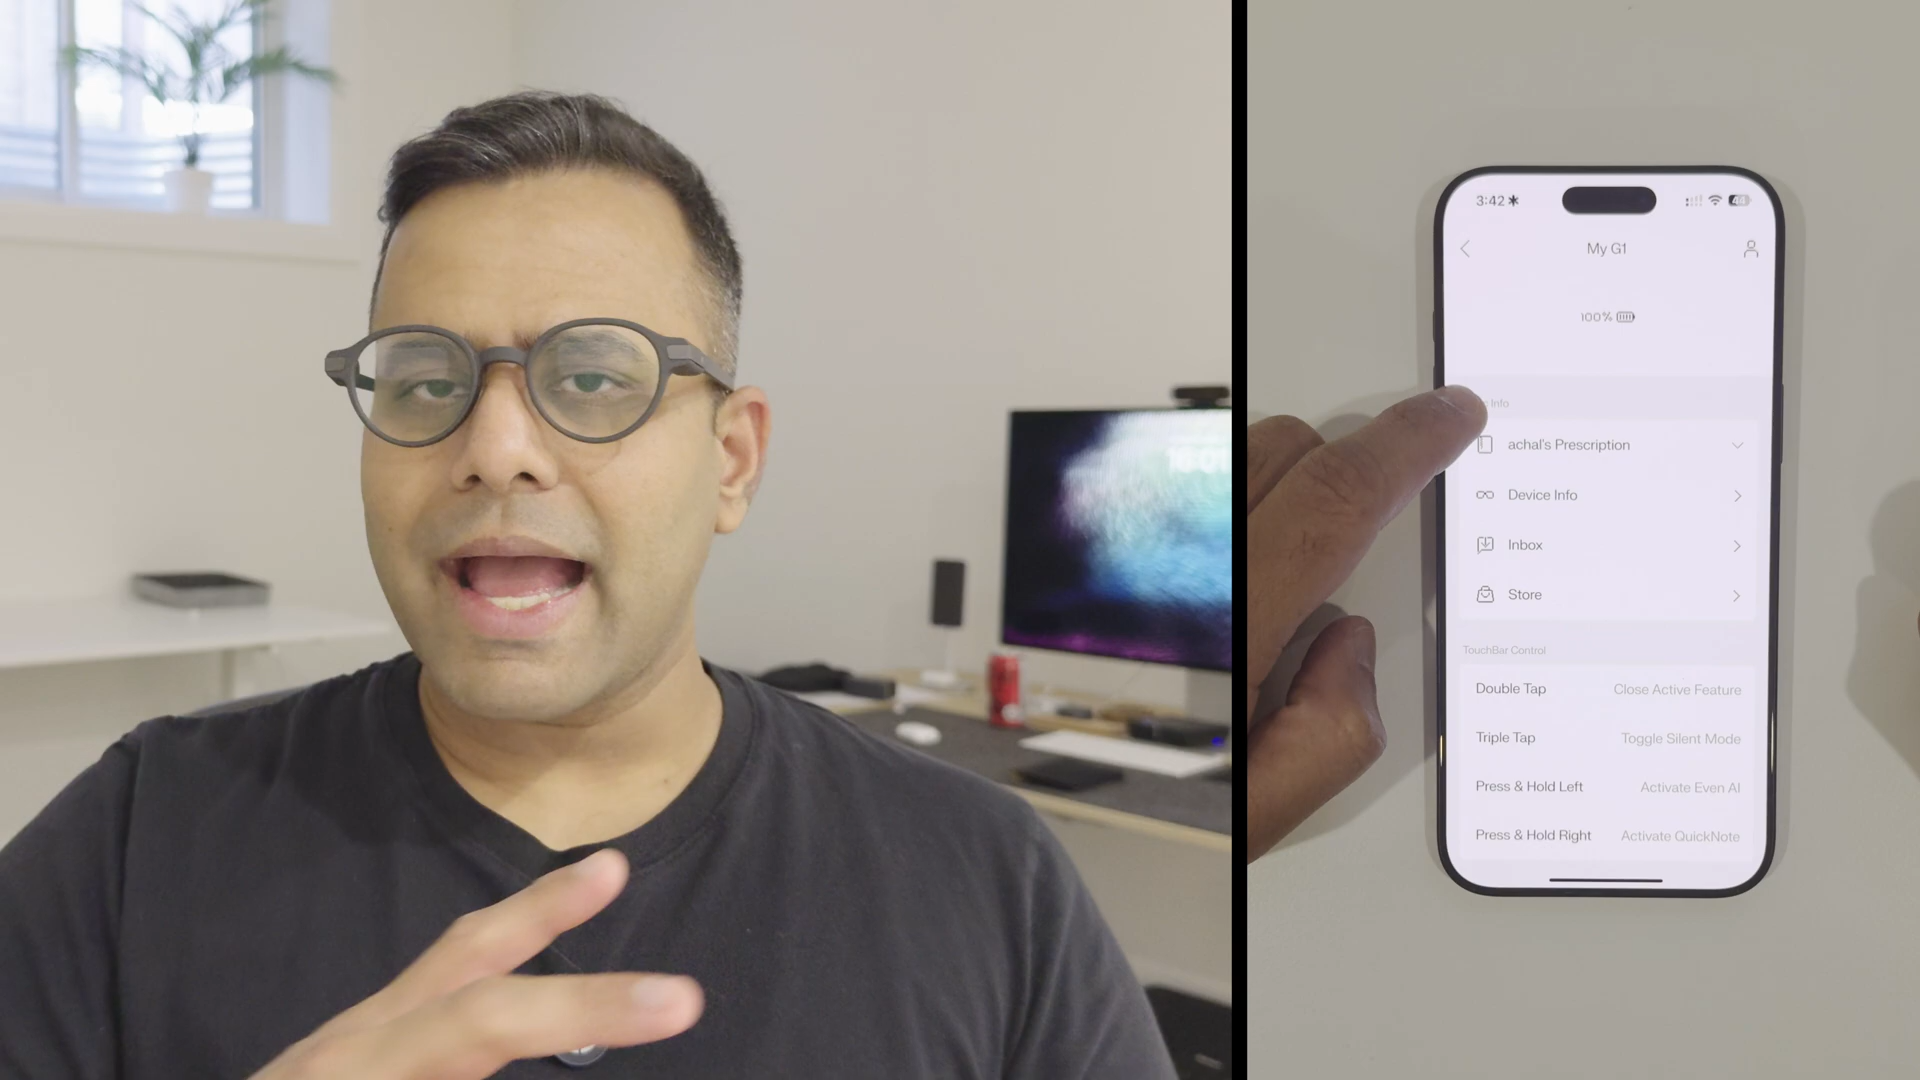 3:42
My G1
100%
c Info
achal's Prescription
Device Info
Inbox
Store
TouchBar Control
Double Tap Close Active Feature
Triple Tap Toggle Silent Mode
Press & Hold Left Activate Even AI
Press & Hold Right Activate QuickNote